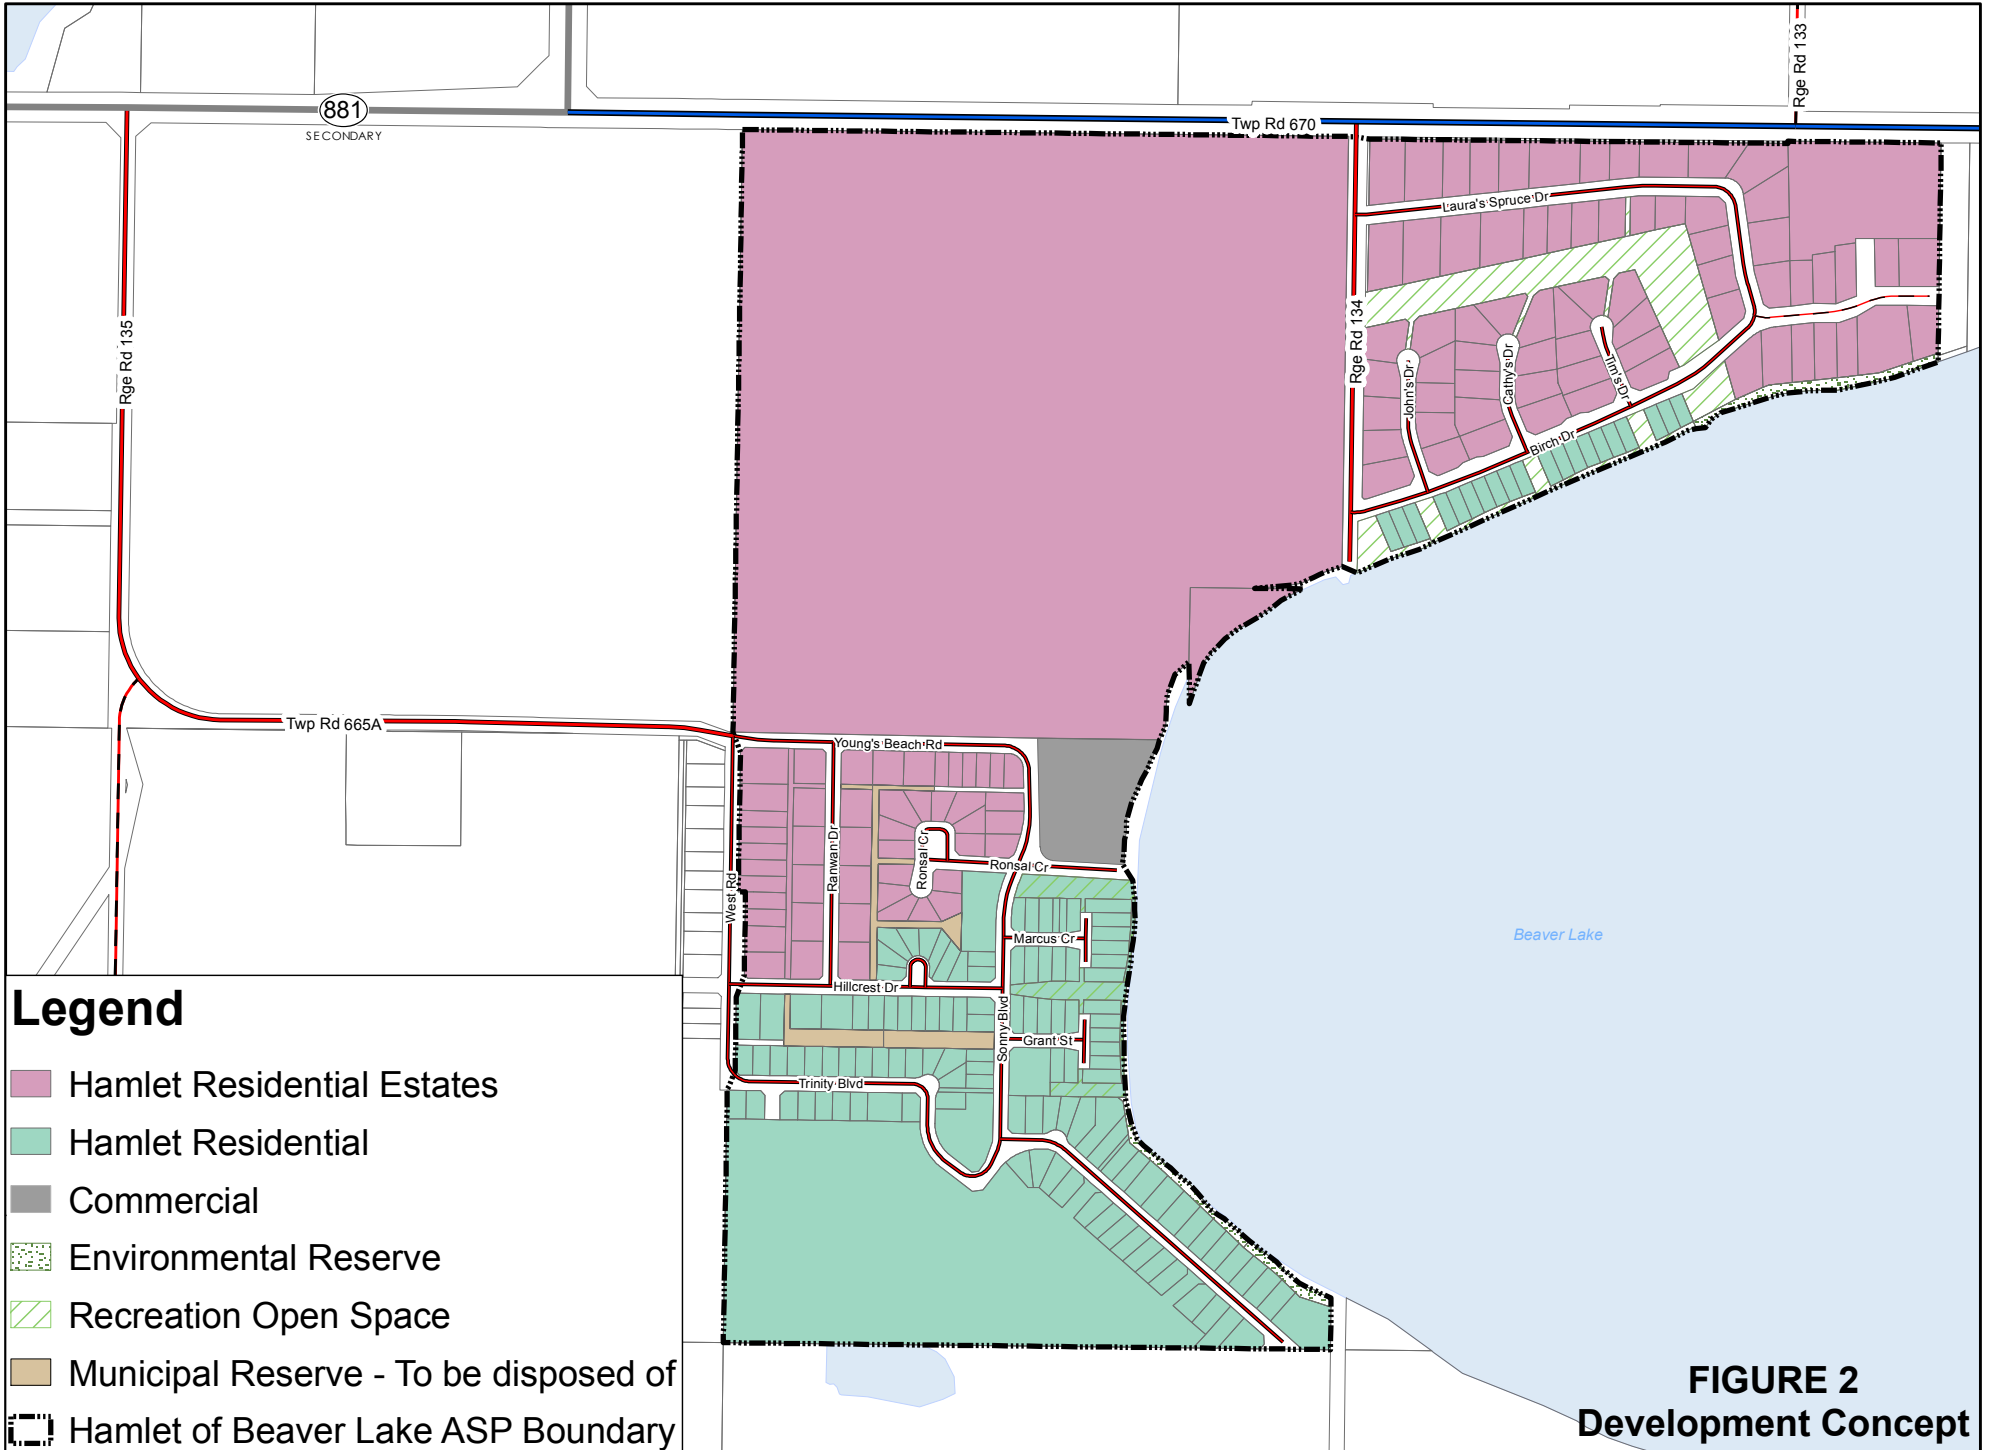 Rge Rd 133
881
SECONDARY
Twp Rd 670
Laura's Spruce Dr
Rge Rd 135
Rge Rd 134
John's Dr
Cathy's Dr
Tim's Dr
Birch Dr
Twp Rd 665A
Young's Beach Rd
Ranwan Dr
Ronsal Cr
Ronsal Cr
West Rd
Marcus Cr
Beaver Lake
Hillcrest Dr
Sonny Blvd
Grant St
Trinity Blvd
Legend
Hamlet Residential Estates
Hamlet Residential
Commercial
Environmental Reserve
Recreation Open Space
Municipal Reserve - To be disposed of
Hamlet of Beaver Lake ASP Boundary
FIGURE 2
Development Concept